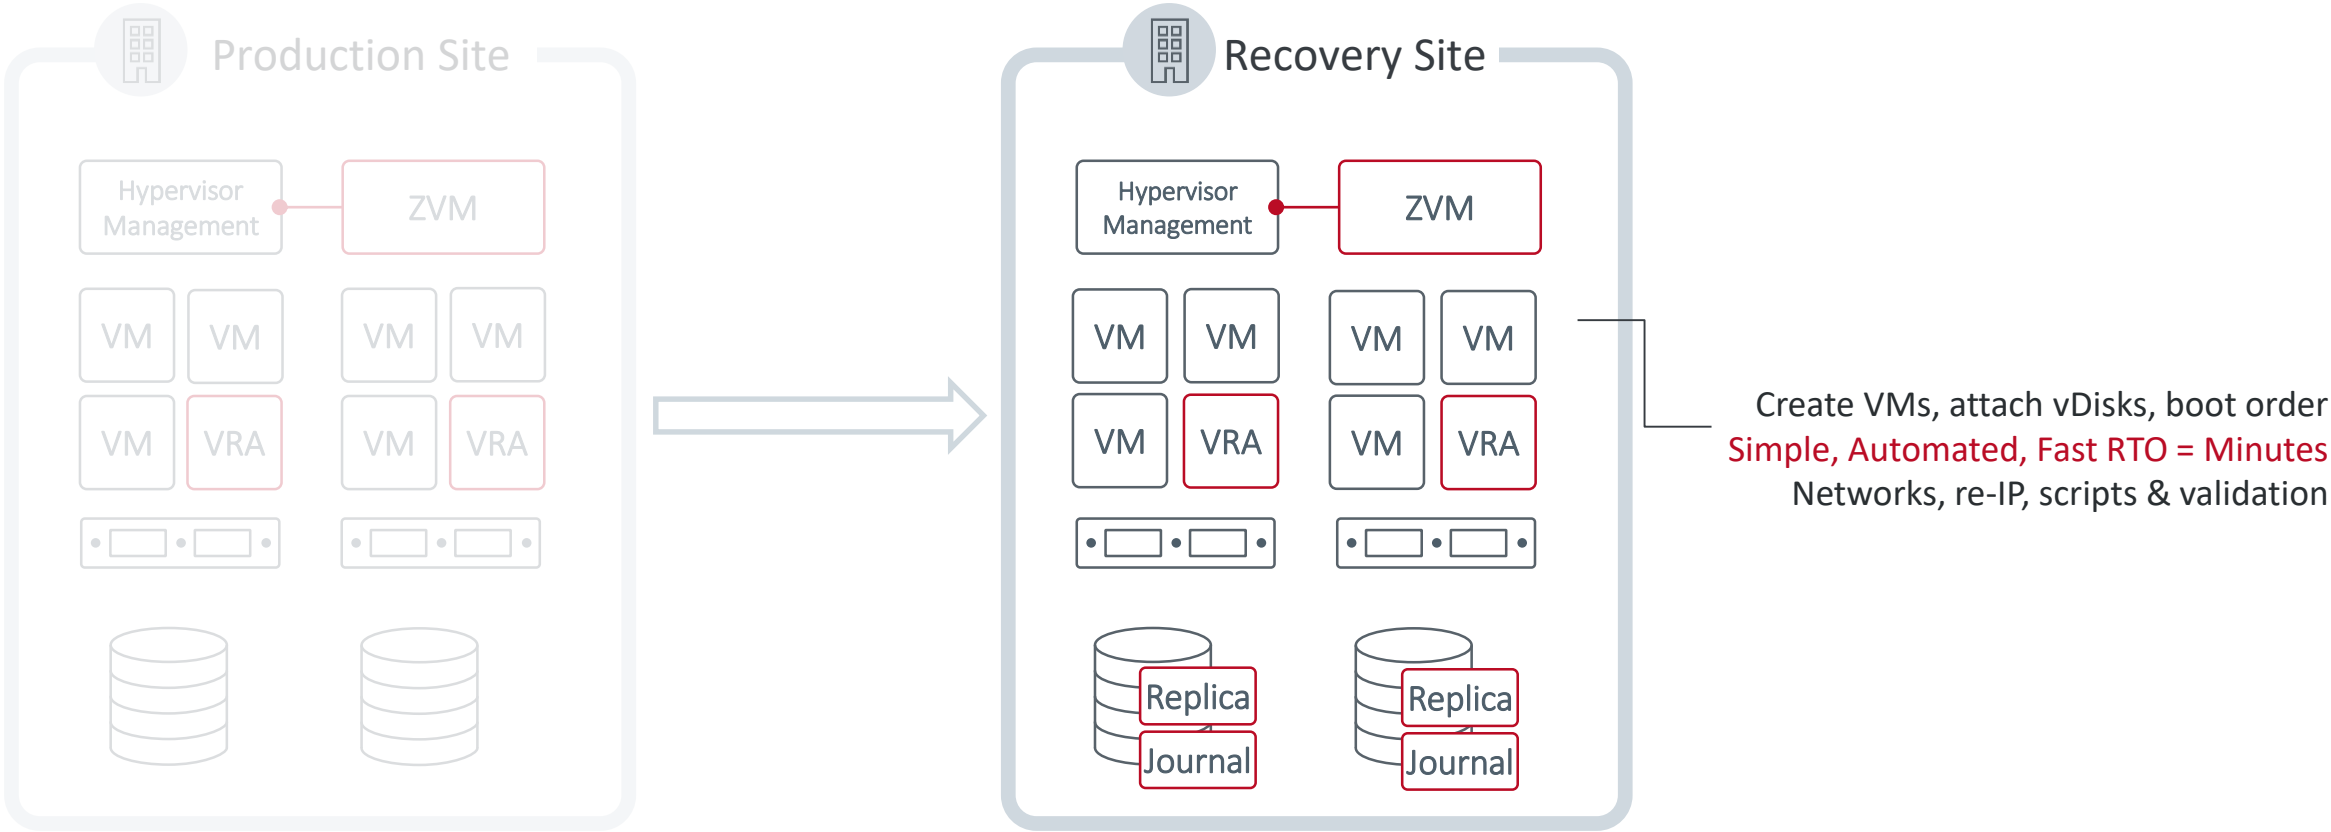 Production Site
Hypervisor
Management
ZVM
VM
VM
VM
VM
VM
VRA
VM
VRA
Recovery Site
Hypervisor
Management
ZVM
VM
VM
VM
VM
VM
VRA
VM
VRA
Replica
Journal
Replica
Journal
Create VMs, attach vDisks, boot order
Simple, Automated, Fast RTO = Minutes
Networks, re-IP, scripts & validation